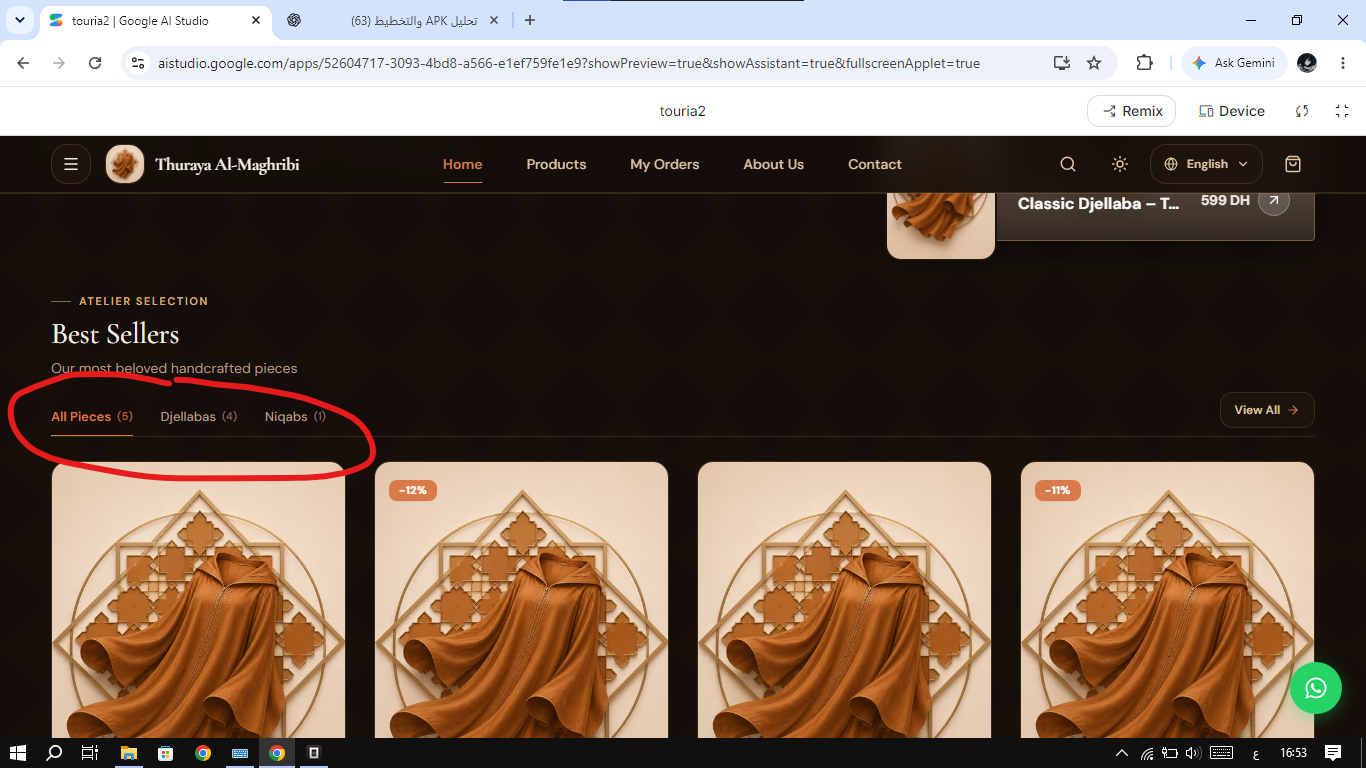 touria2 | Google AI Studio
تحليل APK والتخطيط (63)
aistudio.google.com/apps/52604717-3093-4bd8-a566-e1ef759fe1e9?showPreview=true&showAssistant=true&fullscreenApplet=true
Ask Gemini
touria2
Remix
Device
Thuraya Al-Maghribi
Home
Products
My Orders
About Us
Contact
English
Classic Djellaba – T...
599 DH
ATELIER SELECTION
Best Sellers
Our most beloved handcrafted pieces
All Pieces (5)
Djellabas (4)
Niqabs (1)
View All
-12%
-11%
ع
16:53